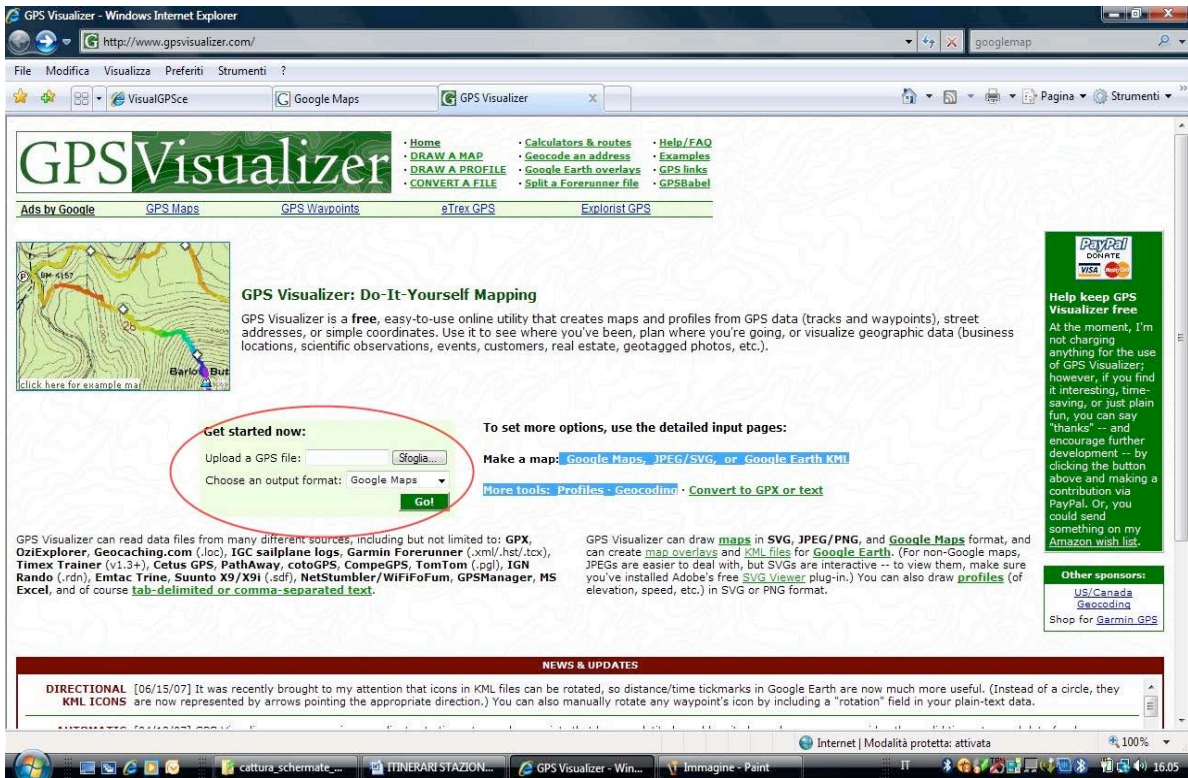 GPS Visualizer - Windows Internet Explorer
http://www.gpsvisualizer.com/
googlemap
File Modifica Visualizza Preferiti Strumenti ?
VisualGPSce
Google Maps
GPS Visualizer
Pagina
Strumenti
GPSVisualizer
· Home
· DRAW A MAP
· DRAW A PROFILE
· CONVERT A FILE
· Calculators & routes
· Geocode an address
· Google Earth overlays
· Split a Forerunner file
· Help/FAQ
· Examples
· GPS links
· GPSBabel
Ads by Google GPS Maps GPS Waypoints eTrex GPS Explorist GPS
BM 4157
28
Barlo
But
click here for example map
GPS Visualizer: Do-It-Yourself Mapping
GPS Visualizer is a free, easy-to-use online utility that creates maps and profiles from GPS data (tracks and waypoints), street
addresses, or simple coordinates. Use it to see where you've been, plan where you're going, or visualize geographic data (business
locations, scientific observations, events, customers, real estate, geotagged photos, etc.).
Get started now:
Upload a GPS file: Sfoglia...
Choose an output format: Google Maps
Go!
To set more options, use the detailed input pages:
Make a map: Google Maps, JPEG/SVG, or Google Earth KML
More tools: Profiles · Geocoding · Convert to GPX or text
GPS Visualizer can read data files from many different sources, including but not limited to: GPX,
OziExplorer, Geocaching.com (.loc), IGC sailplane logs, Garmin Forerunner (.xml/.hst/.tcx),
Timex Trainer (v1.3+), Cetus GPS, PathAway, cotoGPS, CompeGPS, TomTom (.pgl), IGN
Rando (.rdn), Emtac Trine, Suunto X9/X9i (.sdf), NetStumbler/WiFiFoFum, GPSManager, MS
Excel, and of course tab-delimited or comma-separated text.
GPS Visualizer can draw maps in SVG, JPEG/PNG, and Google Maps format, and
can create map overlays and KML files for Google Earth. (For non-Google maps,
JPEGs are easier to deal with, but SVGs are interactive -- to view them, make sure
you've installed Adobe's free SVG Viewer plug-in.) You can also draw profiles (of
elevation, speed, etc.) in SVG or PNG format.
PayPal
DONATE
VISA
Help keep GPS
Visualizer free
At the moment, I'm
not charging
anything for the use
of GPS Visualizer;
however, if you find
it interesting, time-
saving, or just plain
fun, you can say
"thanks" -- and
encourage further
development -- by
clicking the button
above and making a
contribution via
PayPal. Or, you
could send
something on my
Amazon wish list.
Other sponsors:
US/Canada
Geocoding
Shop for Garmin GPS
NEWS & UPDATES
DIRECTIONAL
KML ICONS
[06/15/07] It was recently brought to my attention that icons in KML files can be rotated, so distance/time tickmarks in Google Earth are now much more useful. (Instead of a circle, they
are now represented by arrows pointing the appropriate direction.) You can also manually rotate any waypoint's icon by including a "rotation" field in your plain-text data.
Internet | Modalità protetta: attivata
100%
cattura_schermate_...
ITINERARI STAZION...
GPS Visualizer - Win...
Immagine - Paint
IT
16.05